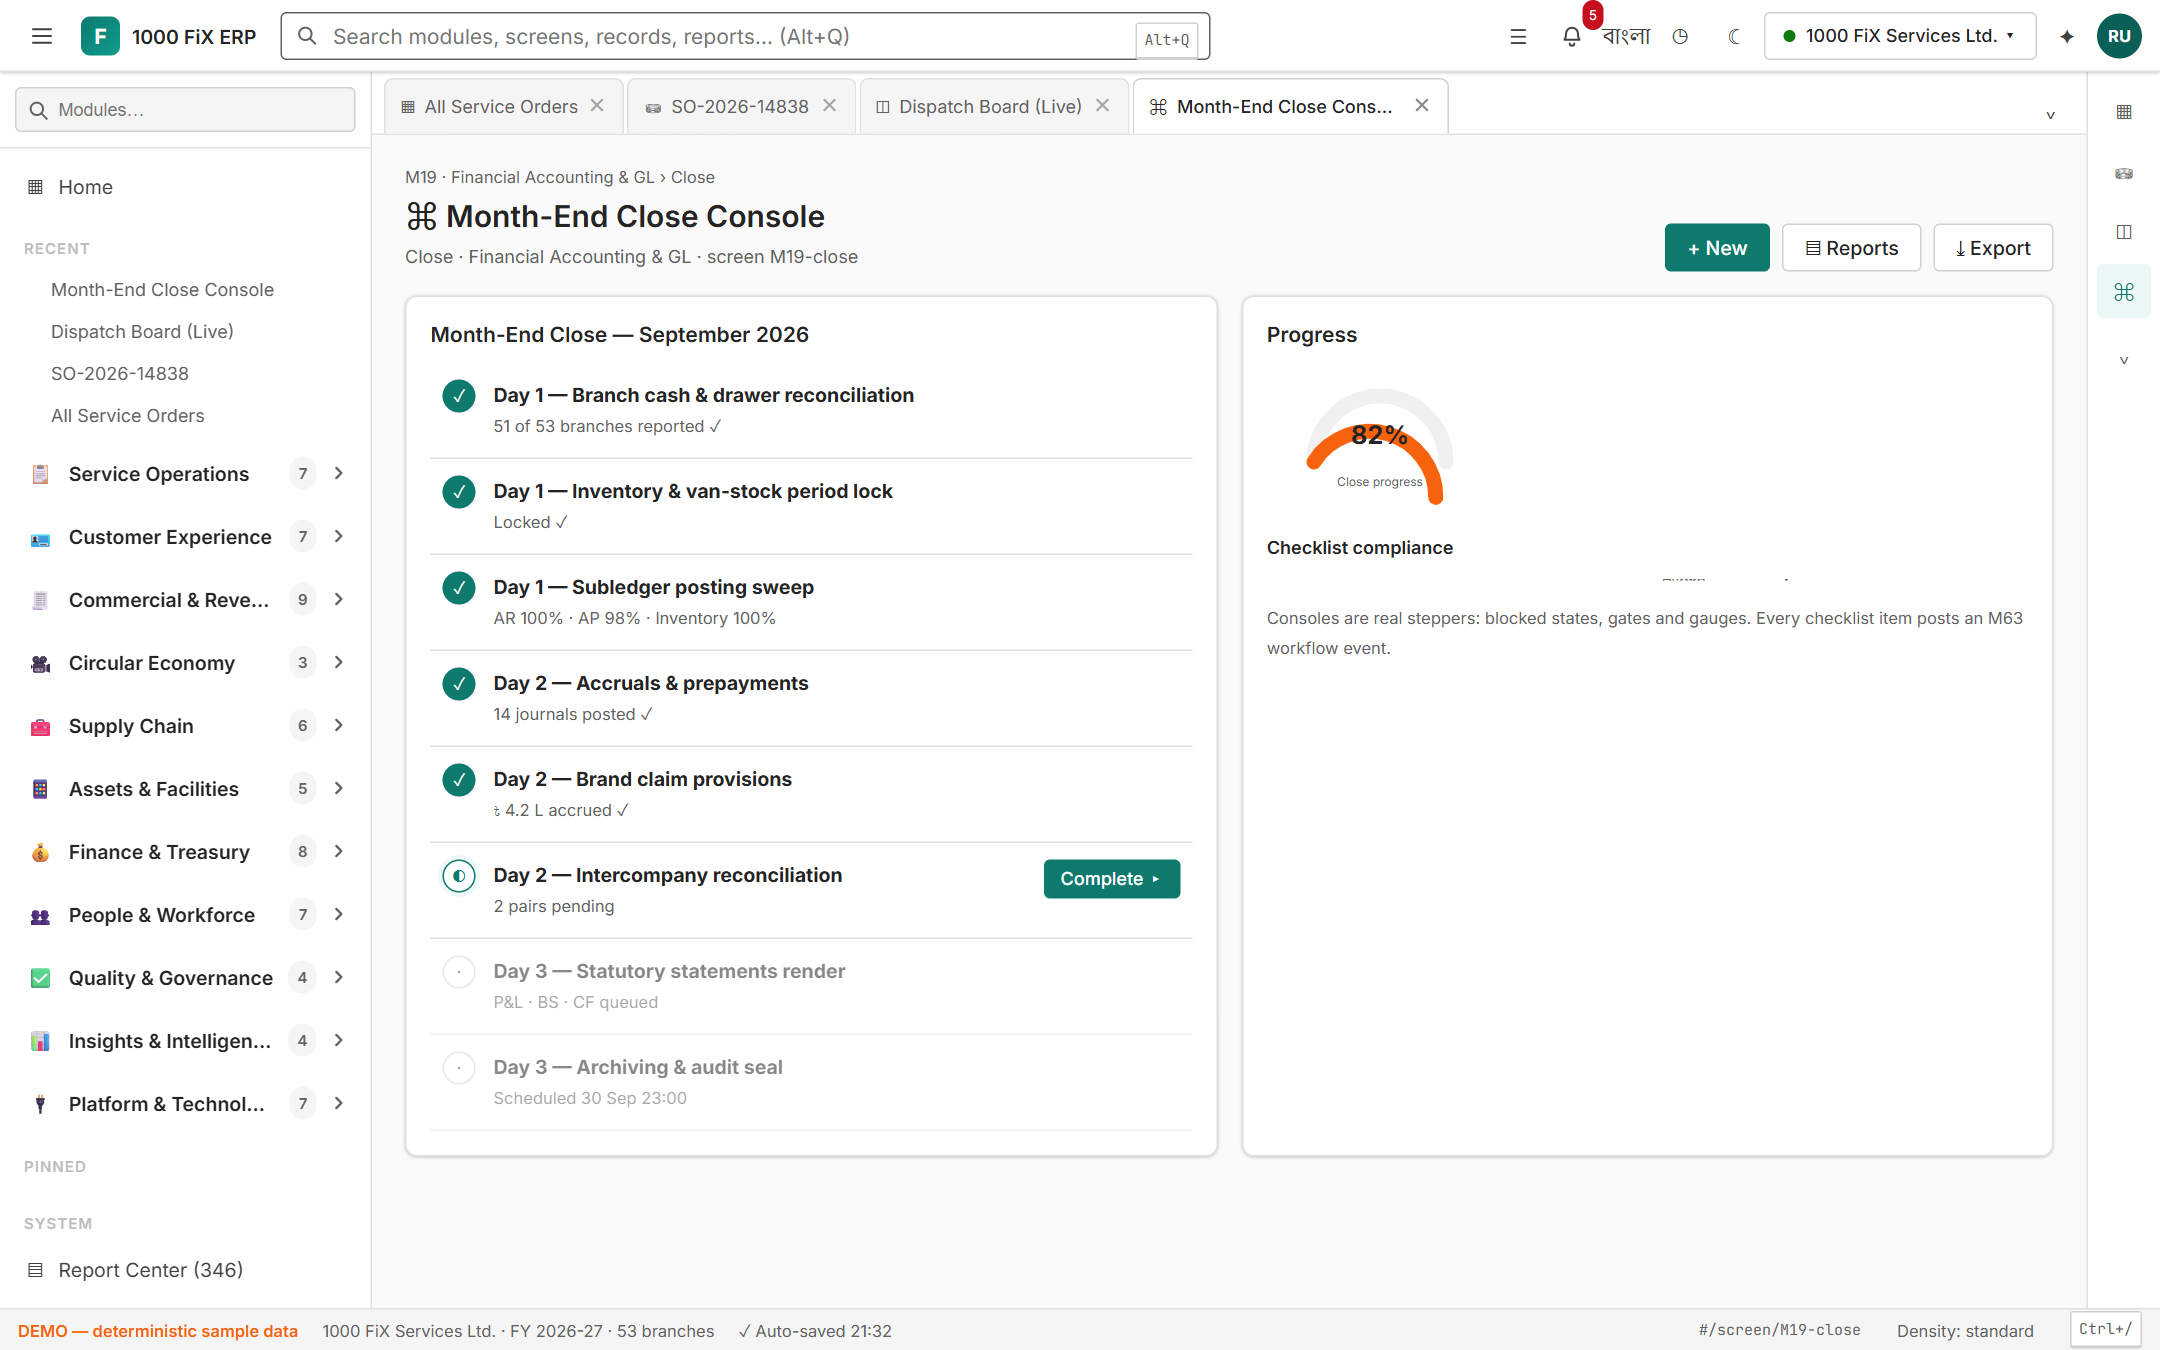 F 1000 FiX ERP
Search modules, screens, records, reports... (Alt+Q)
Alt+Q
5
বাংলা
1000 FiX Services Ltd.
RU
Modules...
Home
RECENT
Month-End Close Console
Dispatch Board (Live)
SO-2026-14838
All Service Orders
Service Operations 7
Customer Experience 7
Commercial & Reve... 9
Circular Economy 3
Supply Chain 6
Assets & Facilities 5
Finance & Treasury 8
People & Workforce 7
Quality & Governance 4
Insights & Intelligen... 4
Platform & Technol... 7
PINNED
SYSTEM
Report Center (346)
All Service Orders
SO-2026-14838
Dispatch Board (Live)
Month-End Close Cons...
M19 · Financial Accounting & GL › Close
⌘ Month-End Close Console
Close · Financial Accounting & GL · screen M19-close
+ New
Reports
↓ Export
Month-End Close — September 2026
Day 1 — Branch cash & drawer reconciliation
51 of 53 branches reported ✓
Day 1 — Inventory & van-stock period lock
Locked ✓
Day 1 — Subledger posting sweep
AR 100% · AP 98% · Inventory 100%
Day 2 — Accruals & prepayments
14 journals posted ✓
Day 2 — Brand claim provisions
৳ 4.2 L accrued ✓
Day 2 — Intercompany reconciliation
2 pairs pending
Complete ▸
Day 3 — Statutory statements render
P&L · BS · CF queued
Day 3 — Archiving & audit seal
Scheduled 30 Sep 23:00
Progress
82%
Close progress
Checklist compliance
Consoles are real steppers: blocked states, gates and gauges. Every checklist item posts an M63
workflow event.
DEMO — deterministic sample data
1000 FiX Services Ltd. · FY 2026-27 · 53 branches
✓ Auto-saved 21:32
#/screen/M19-close
Density: standard
Ctrl+/